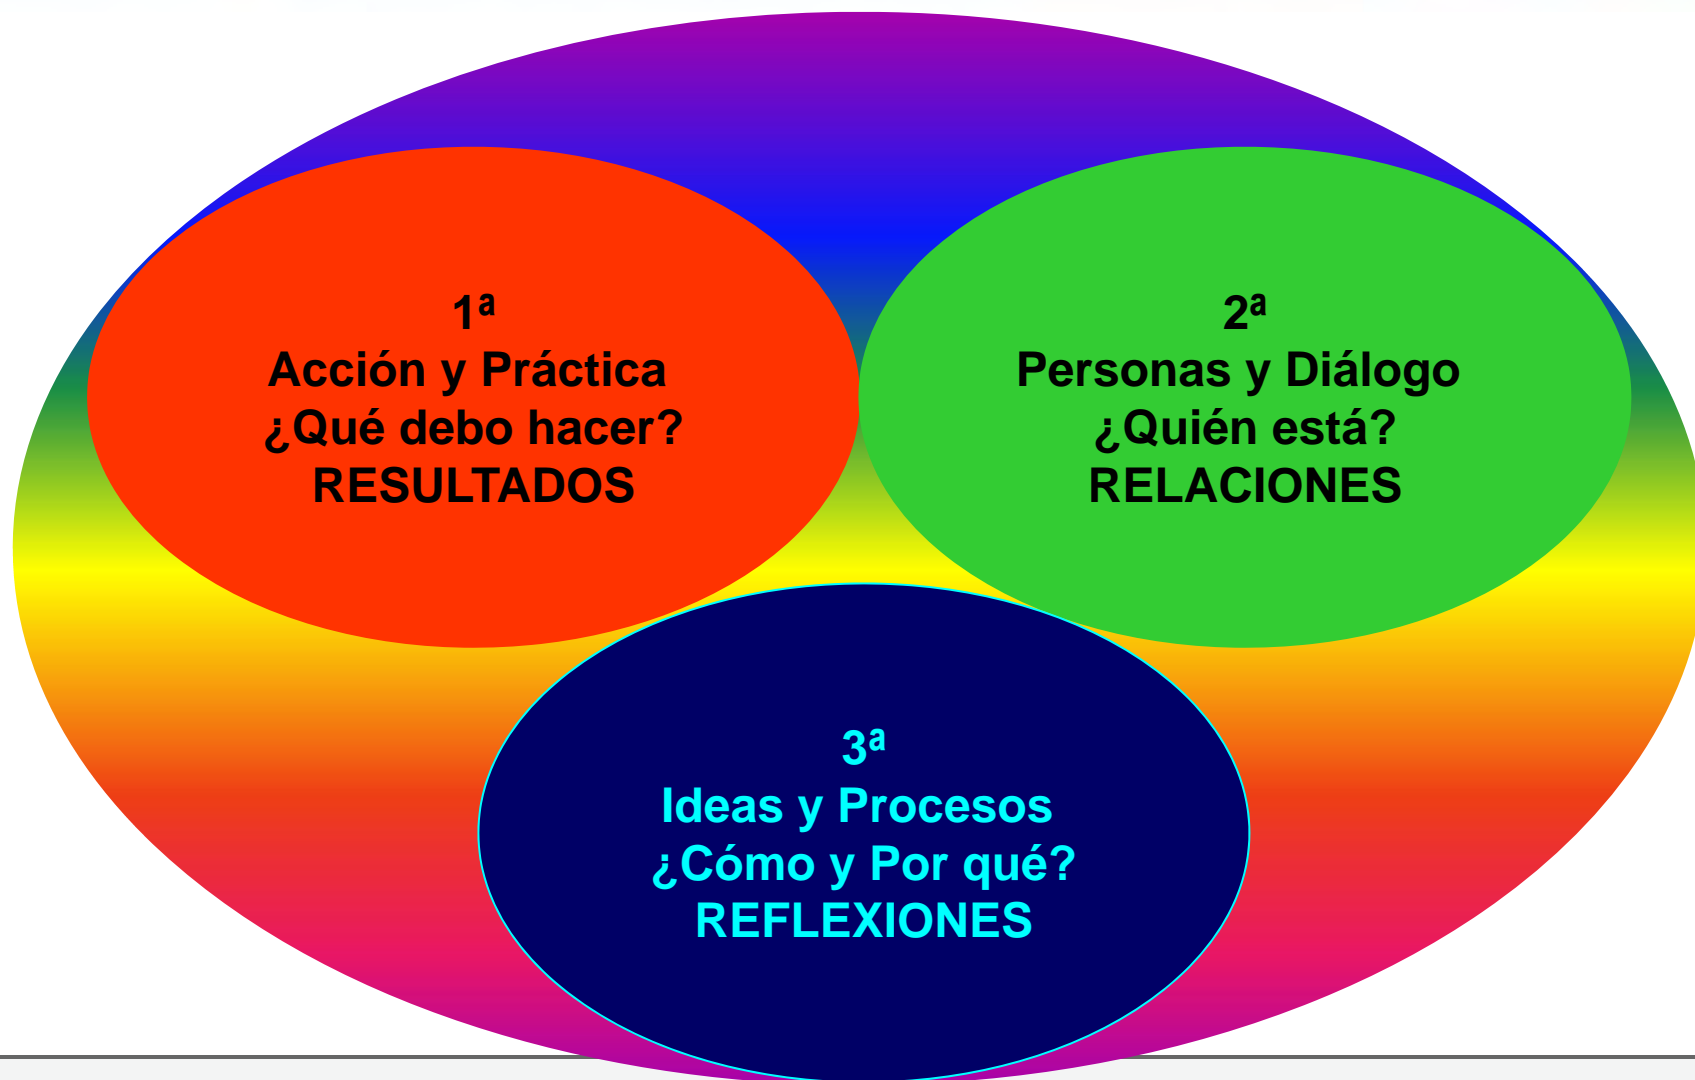 1ª
Acción y Práctica
¿Qué debo hacer?
RESULTADOS
2ª
Personas y Diálogo
¿Quién está?
RELACIONES
3ª
Ideas y Procesos
¿Cómo y Por qué?
REFLEXIONES